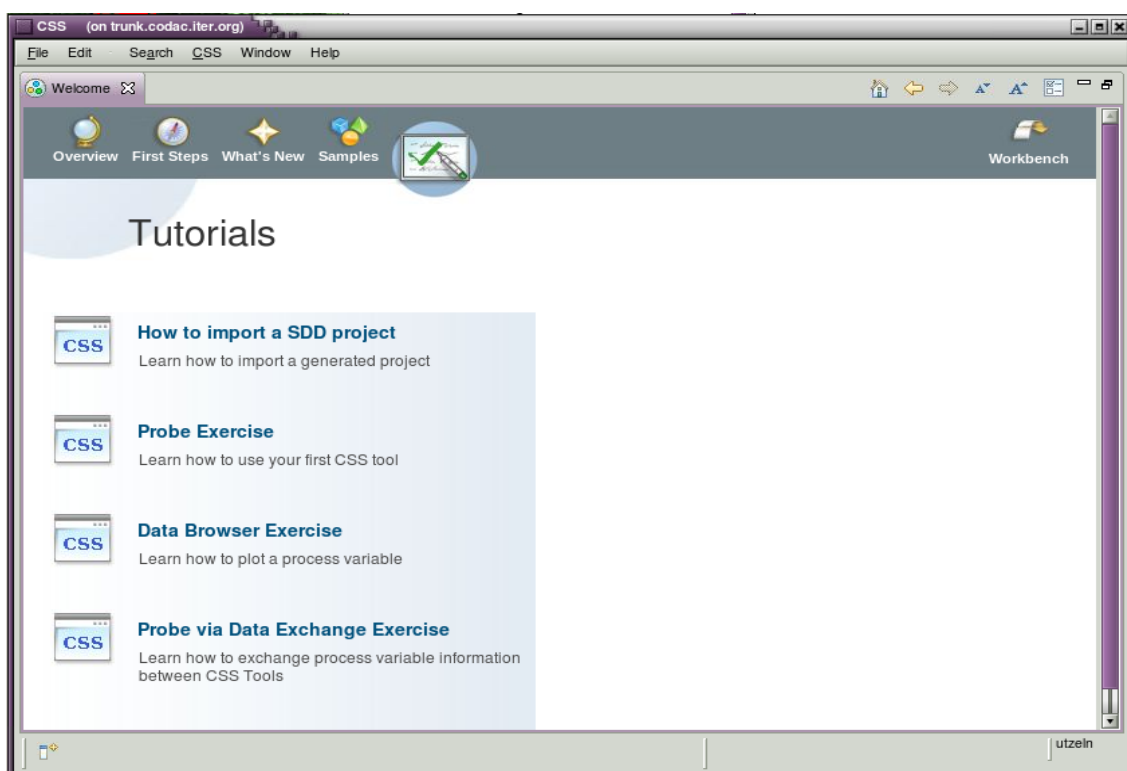 CSS (on trunk.codac.iter.org)
File Edit Search CSS Window Help
Welcome
Overview First Steps What's New Samples
Workbench
Tutorials
CSS
How to import a SDD project
Learn how to import a generated project
CSS
Probe Exercise
Learn how to use your first CSS tool
CSS
Data Browser Exercise
Learn how to plot a process variable
CSS
Probe via Data Exchange Exercise
Learn how to exchange process variable information
between CSS Tools
utzeln